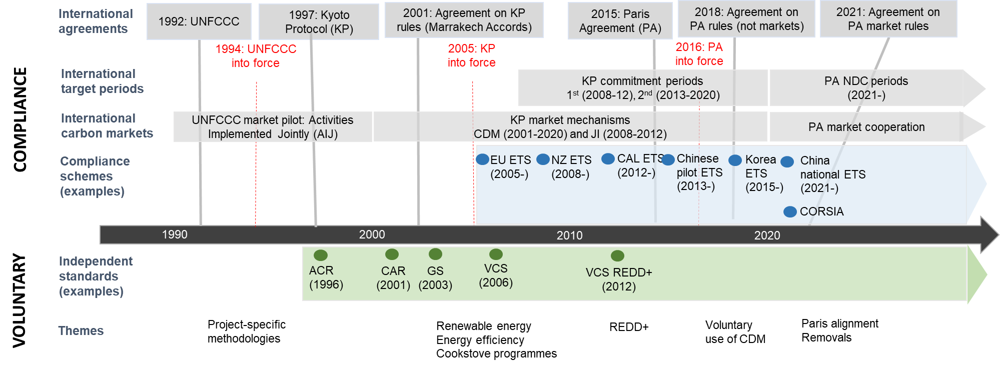 International
agreements
1992: UNFCCC
1997: Kyoto
Protocol (KP)
2001: Agreement on KP
rules (Marrakech Accords)
2015: Paris
Agreement (PA)
2018: Agreement on
PA rules (not markets)
2021: Agreement on
PA market rules
1994: UNFCCC
into force
2005: KP
into force
2016: PA
into force
COMPLIANCE
International
target periods
KP commitment periods
1st (2008-12), 2nd (2013-2020)
PA NDC periods
(2021-)
International
carbon markets
UNFCCC market pilot: Activities
Implemented Jointly (AIJ)
KP market mechanisms
CDM (2001-2020) and JI (2008-2012)
PA market cooperation
Compliance
schemes
(examples)
EU ETS
(2005-)
NZ ETS
(2008-)
CAL ETS
(2012-)
Chinese
pilot ETS
(2013-)
Korea
ETS
(2015-)
China
national ETS
(2021-)
CORSIA
1990
2000
2010
2020
VOLUNTARY
Independent
standards
(examples)
ACR
(1996)
CAR
(2001)
GS
(2003)
VCS
(2006)
VCS REDD+
(2012)
Themes
Project-specific
methodologies
Renewable energy
Energy efficiency
Cookstove programmes
REDD+
Voluntary
use of CDM
Paris alignment
Removals